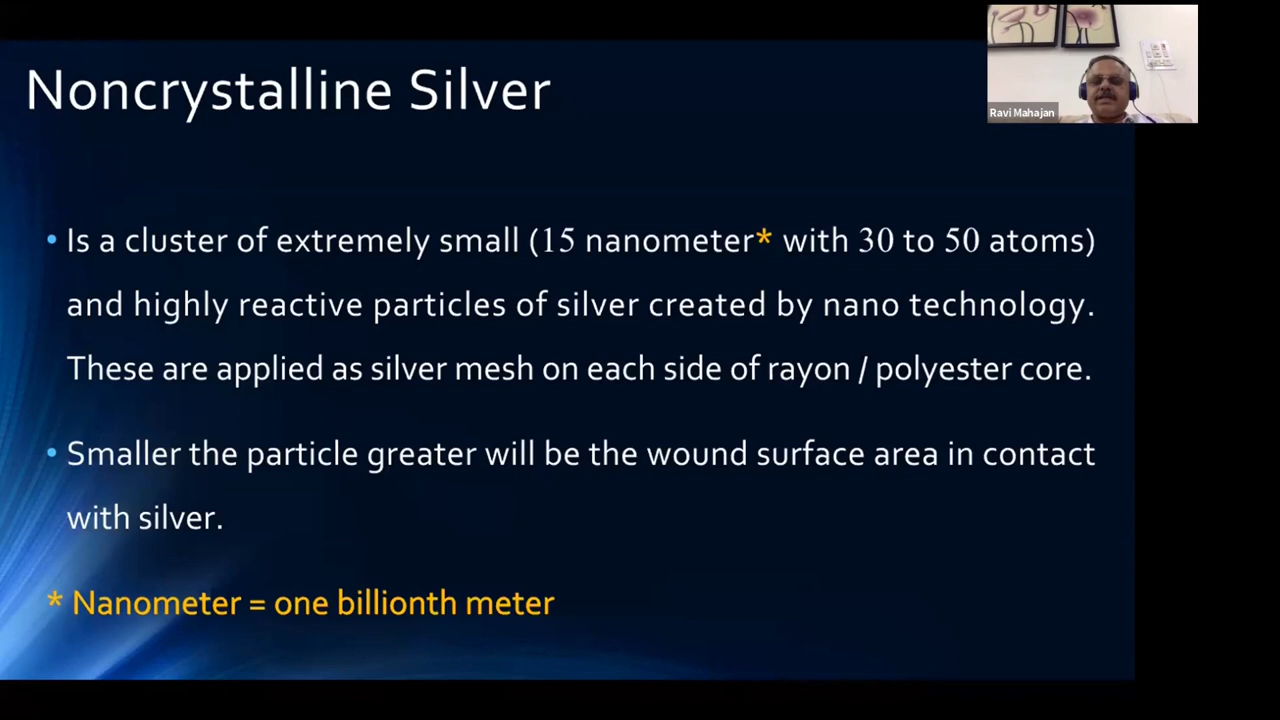 Noncrystalline Silver
Ravi Mahajan
• Is a cluster of extremely small (15 nanometer* with 30 to 50 atoms)
and highly reactive particles of silver created by nano technology.
These are applied as silver mesh on each side of rayon / polyester core.
• Smaller the particle greater will be the wound surface area in contact
with silver.
* Nanometer = one billionth meter